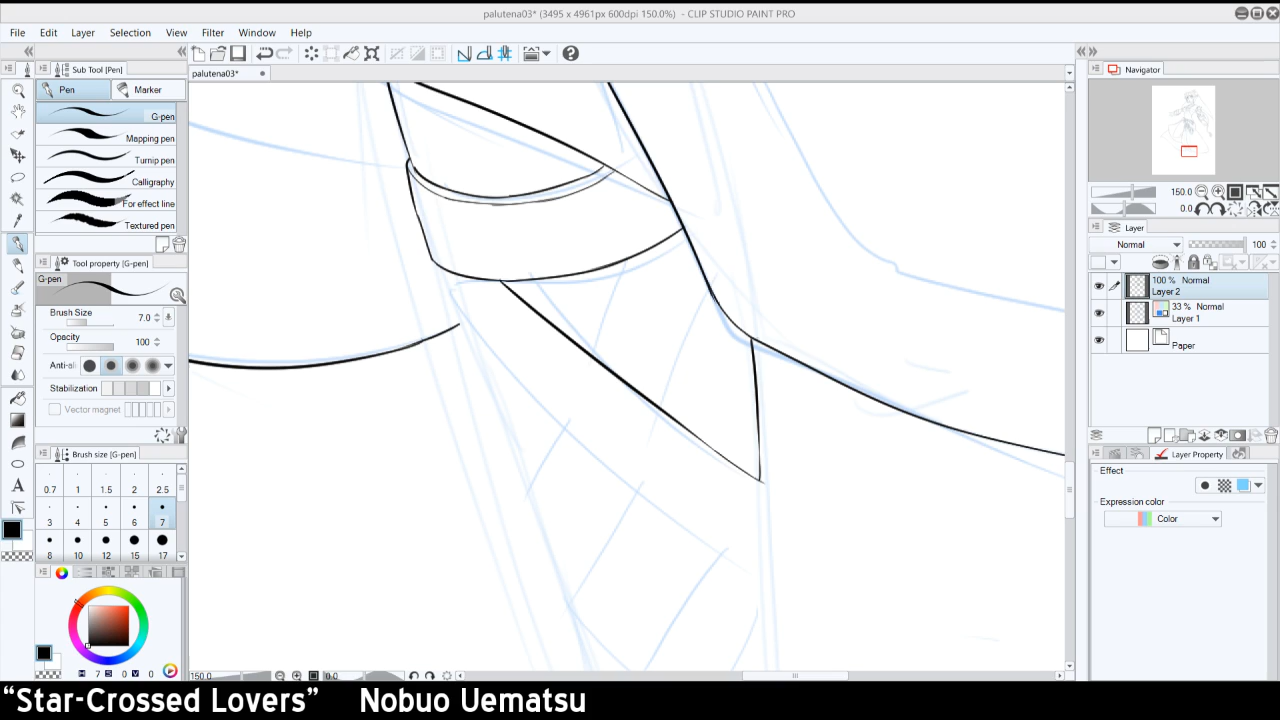 palutena03* (3495 x 4961px 600dpi 150.0%) - CLIP STUDIO PAINT PRO
File Edit Layer Selection View Filter Window Help
Sub Tool [Pen]
palutena03*
Navigator
Pen Marker
G-pen
Mapping pen
Turnip pen
Calligraphy
For effect line
Textured pen
150.0
0.0
Layer
Normal 100
100 % Normal
Layer 2
33 % Normal
Layer 1
Paper
Tool property [G-pen]
G-pen
Brush Size 7.0
Opacity 100
Anti-ali
Stabilization
Vector magnet
Brush size [G-pen]
0.7 1 1.5 2 2.5
3 4 5 6 7
8 10 12 15 17
Layer Property
Effect
Expression color
Color
H 7 S 0 V 0
150.0 0.0
“Star-Crossed Lovers” Nobuo Uematsu